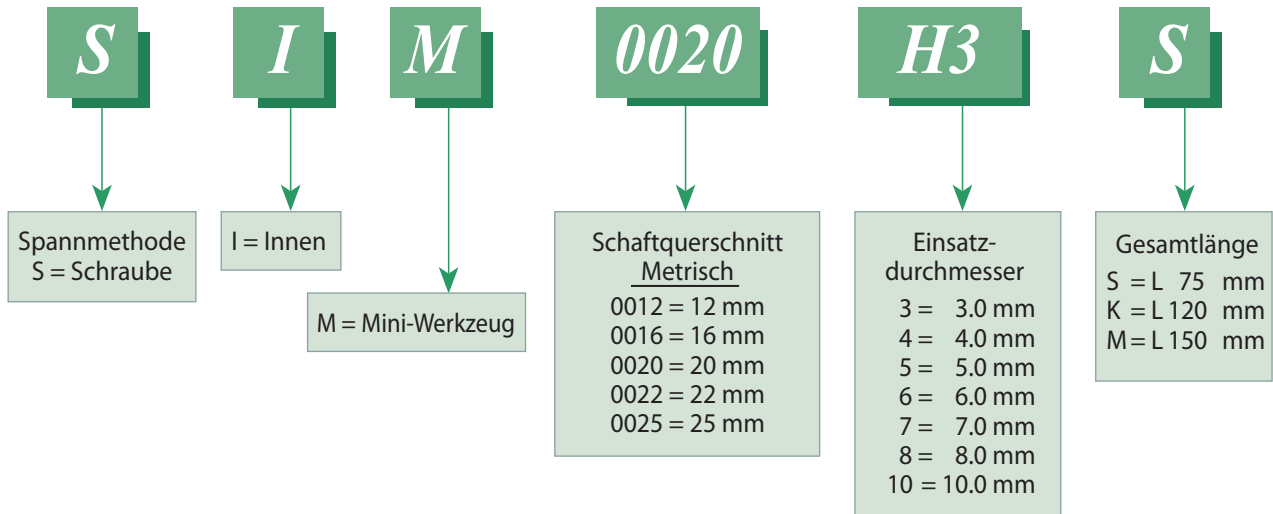 S I M 0020 H3 S
Spannmethode
S = Schraube
I = Innen
M = Mini-Werkzeug
Schaftquerschnitt
Metrisch
0012 = 12 mm
0016 = 16 mm
0020 = 20 mm
0022 = 22 mm
0025 = 25 mm
Einsatz-
durchmesser
3 = 3.0 mm
4 = 4.0 mm
5 = 5.0 mm
6 = 6.0 mm
7 = 7.0 mm
8 = 8.0 mm
10 = 10.0 mm
Gesamtlänge
S = L 75 mm
K = L 120 mm
M = L 150 mm